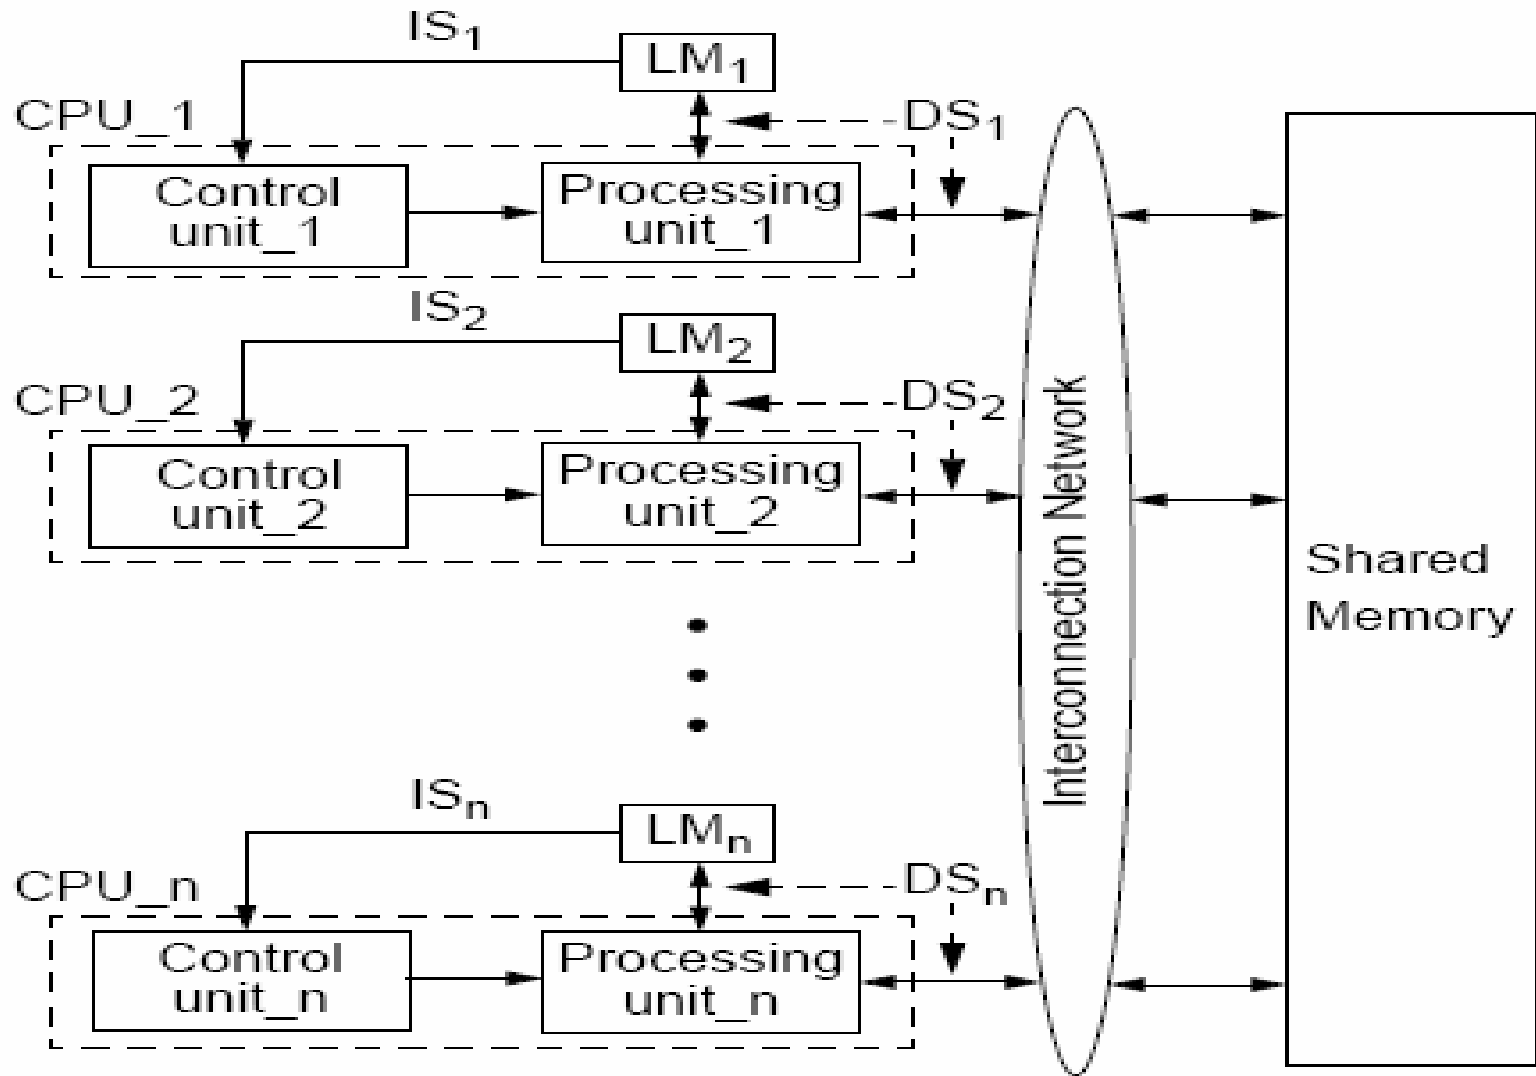 IS1
LM1
CPU_1
DS1
Control
unit_1
Processing
unit_1
IS2
LM2
CPU_2
DS2
Control
unit_2
Processing
unit_2
Interconnection Network
Shared
Memory
ISn
LMn
CPU_n
DSn
Control
unit_n
Processing
unit_n